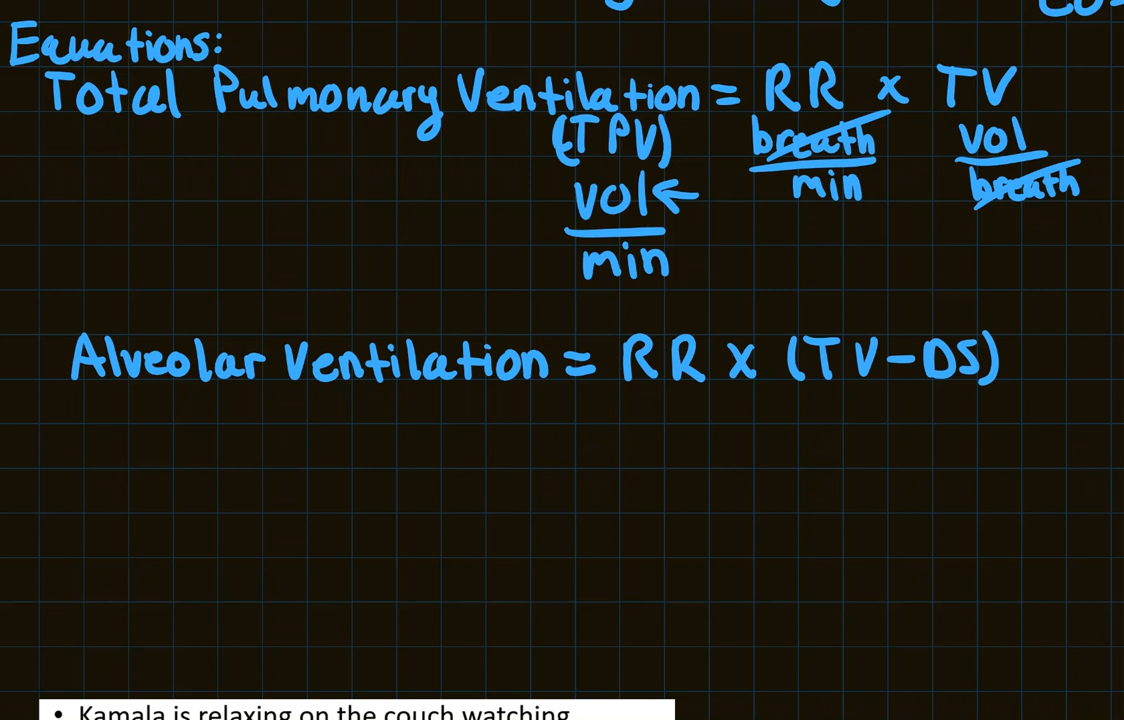 Equations:
Total Pulmonary Ventilation = RR x TV
(TPV) breath vol
min breath
vol←
min
Alveolar Ventilation = RR x (TV-DS)
• Kamala is relaxing on the couch watching